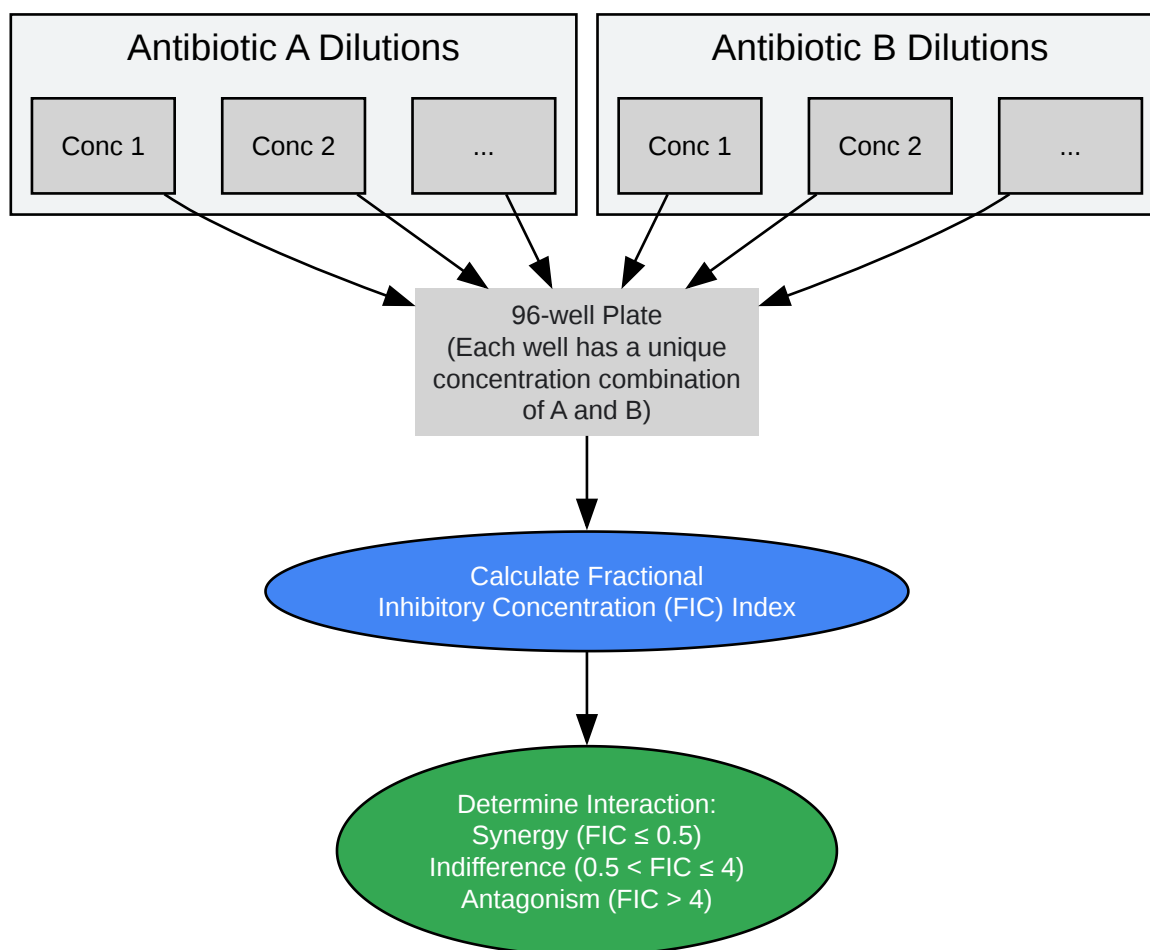 Antibiotic A Dilutions
Conc 1
Conc 2
...
Antibiotic B Dilutions
Conc 1
Conc 2
...
96-well Plate
(Each well has a unique
concentration combination
of A and B)
Calculate Fractional
Inhibitory Concentration (FIC) Index
Determine Interaction:
Synergy (FIC ≤ 0.5)
Indifference (0.5 < FIC ≤ 4)
Antagonism (FIC > 4)